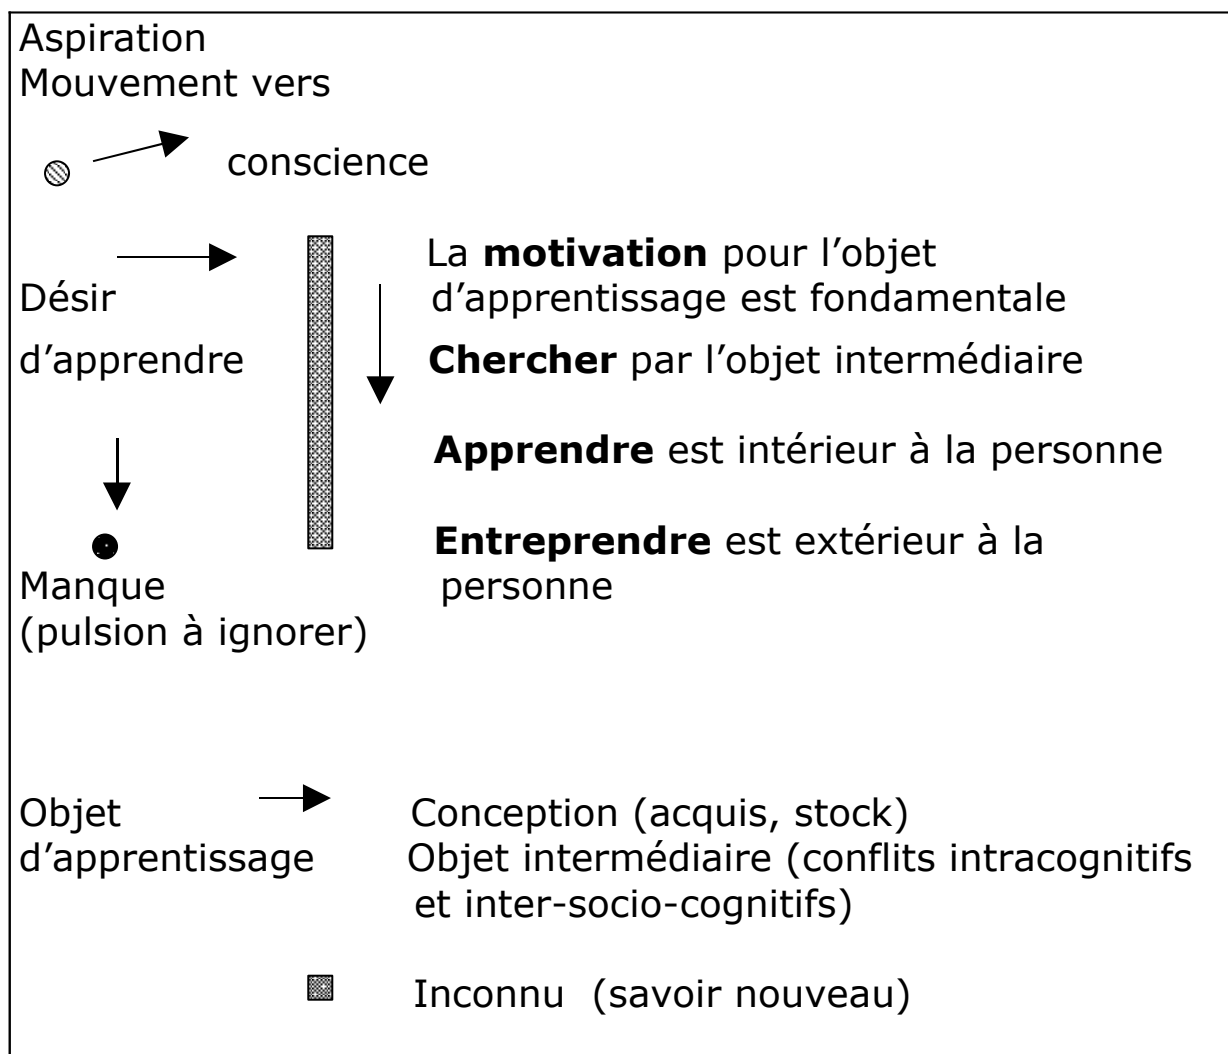 Aspiration
Mouvement vers
conscience
La motivation pour l’objet
Désir
d’apprentissage est fondamentale
d’apprendre
Chercher par l’objet intermédiaire
Apprendre est intérieur à la personne
Entreprendre est extérieur à la
Manque
personne
(pulsion à ignorer)
Objet
Conception (acquis, stock)
d’apprentissage
Objet intermédiaire (conflits intracognitifs
et inter-socio-cognitifs)
Inconnu (savoir nouveau)